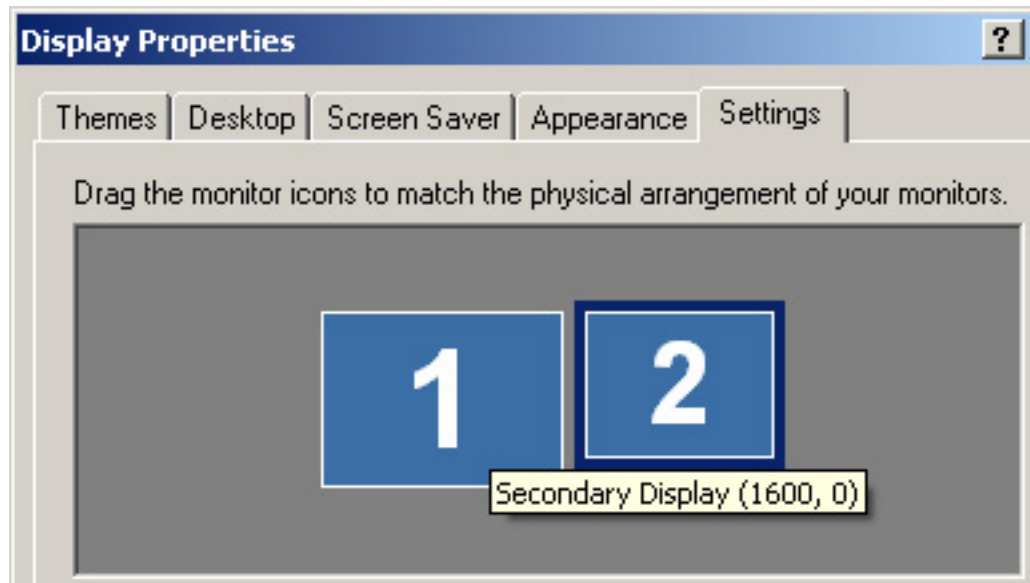 Display Properties ?
Themes Desktop Screen Saver Appearance Settings
Drag the monitor icons to match the physical arrangement of your monitors.
1 2
Secondary Display (1600, 0)